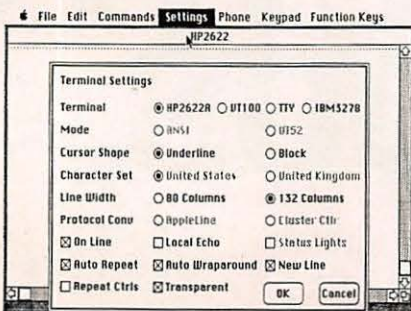 File Edit Commands Settings Phone Keypad Function Keys
HP2622
Terminal Settings
Terminal HP2622A VT100 TTY IBM3278
Mode ANSI VT52
Cursor Shape Underline Block
Character Set United States United Kingdom
Line Width 80 Columns 132 Columns
Protocol Conv AppleLine Cluster Ctlr
On Line Local Echo Status Lights
Auto Repeat Auto Wraparound New Line
Repeat Ctrls Transparent OK Cancel